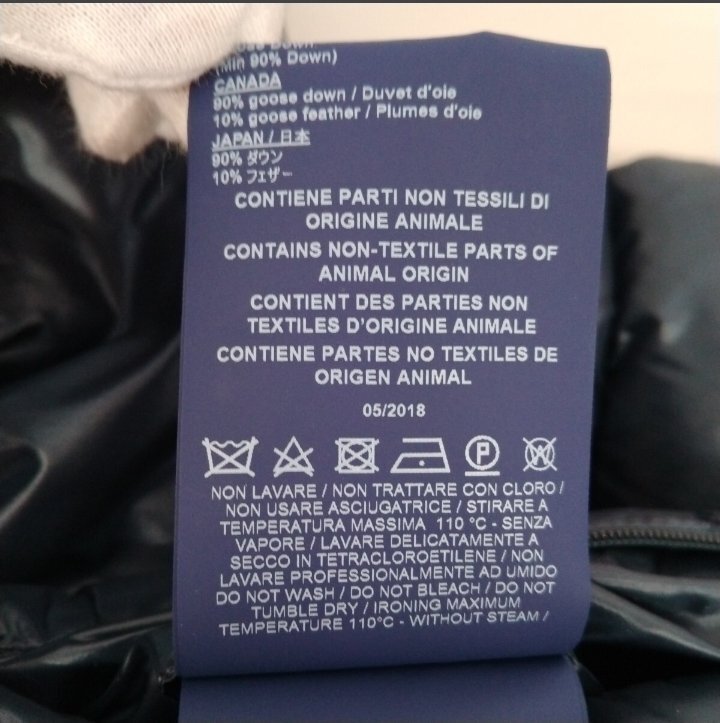 Goose Down
(Min 90% Down)
CANADA
90% goose down / Duvet d'oie
10% goose feather / Plumes d'oie
JAPAN / 日本
90% ダウン
10% フェザー
CONTIENE PARTI NON TESSILI DI
ORIGINE ANIMALE
CONTAINS NON-TEXTILE PARTS OF
ANIMAL ORIGIN
CONTIENT DES PARTIES NON
TEXTILES D'ORIGINE ANIMALE
CONTIENE PARTES NO TEXTILES DE
ORIGEN ANIMAL
05/2018
P W
NON LAVARE / NON TRATTARE CON CLORO /
NON USARE ASCIUGATRICE / STIRARE A
TEMPERATURA MASSIMA 110 °C - SENZA
VAPORE / LAVARE DELICATAMENTE A
SECCO IN TETRACLOROETILENE / NON
LAVARE PROFESSIONALMENTE AD UMIDO
DO NOT WASH / DO NOT BLEACH / DO NOT
TUMBLE DRY / IRONING MAXIMUM
TEMPERATURE 110°C - WITHOUT STEAM /